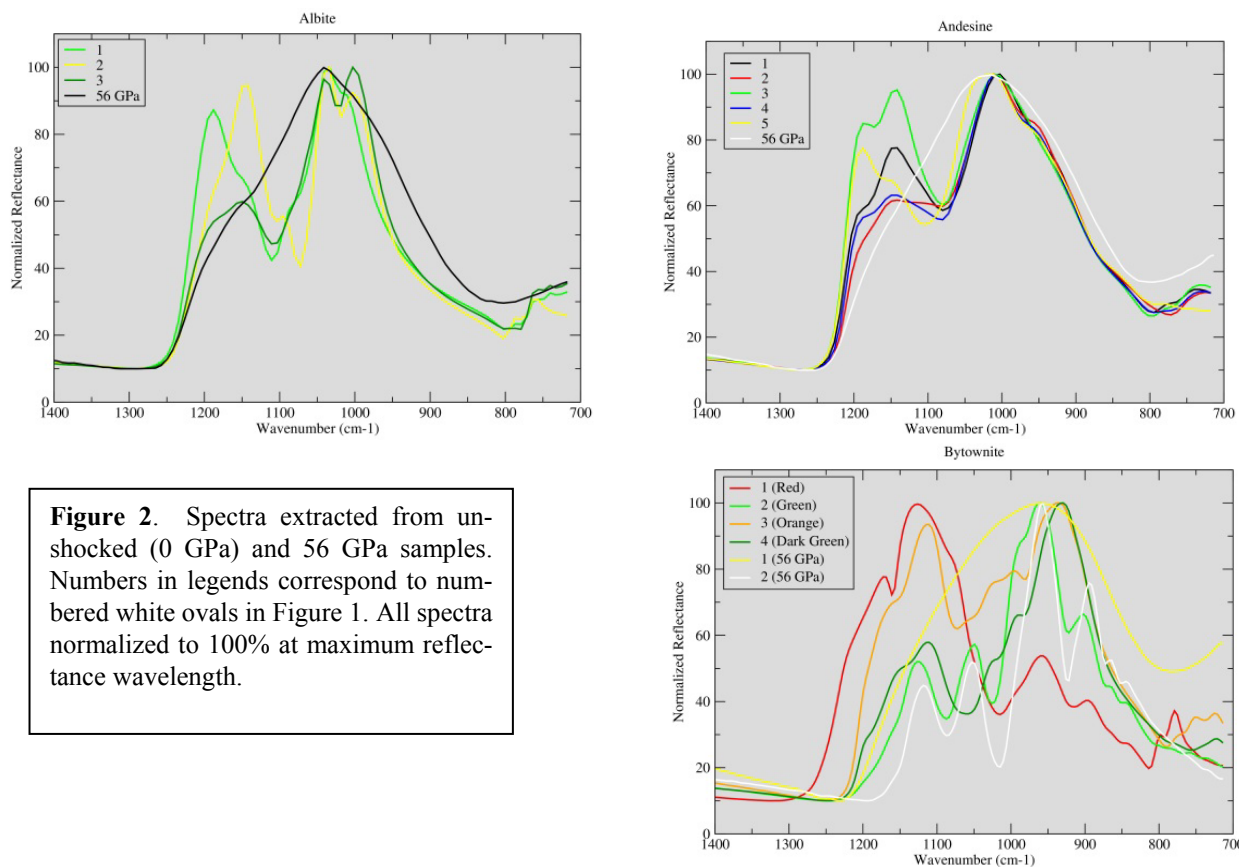 Albite
1
2
3
56 GPa
100
80
60
40
20
0
Normalized Reflectance
1400 1300 1200 1100 1000 900 800 700
Wavenumber (cm-1)
Andesine
1
2
3
4
5
56 GPa
100
80
60
40
20
0
Normalized Reflectance
1400 1300 1200 1100 1000 900 800 700
Wavenumber (cm-1)
Figure 2. Spectra extracted from un-
shocked (0 GPa) and 56 GPa samples.
Numbers in legends correspond to num-
bered white ovals in Figure 1. All spectra
normalized to 100% at maximum reflec-
tance wavelength.
Bytownite
1 (Red)
2 (Green)
3 (Orange)
4 (Dark Green)
1 (56 GPa)
2 (56 GPa)
100
80
60
40
20
0
Normalized Reflectance
1400 1300 1200 1100 1000 900 800 700
Wavenumber (cm-1)